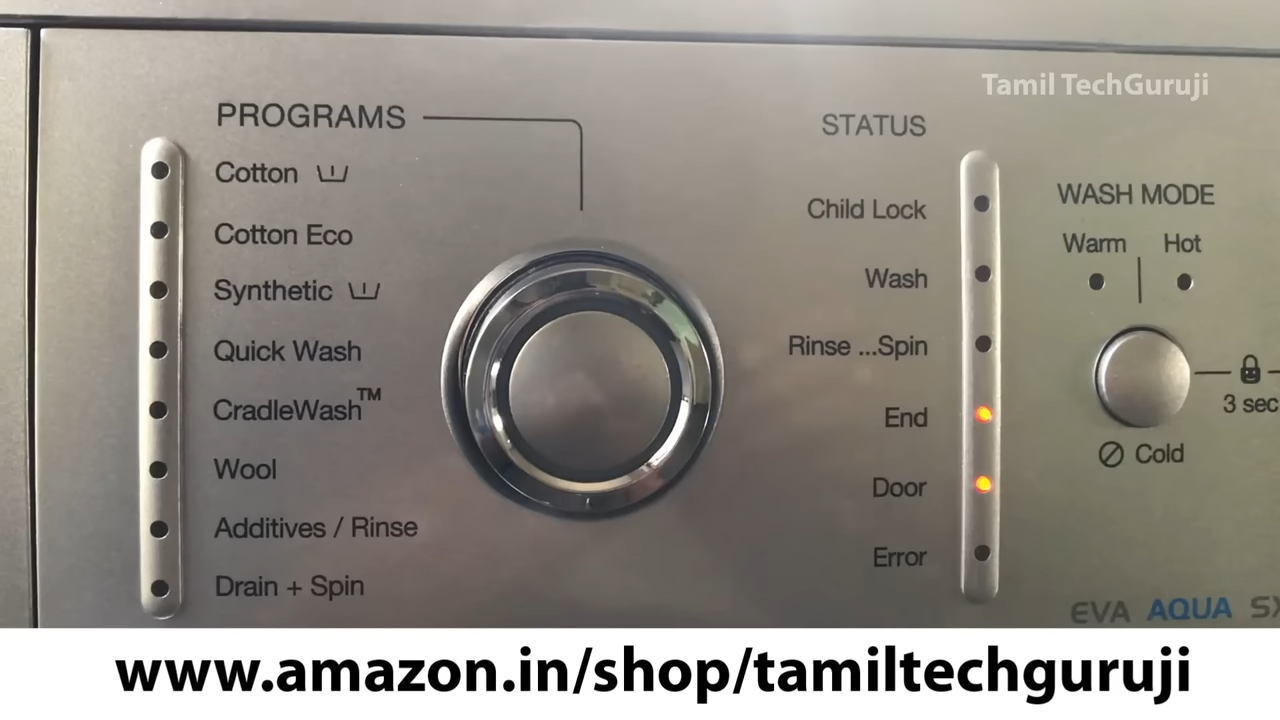 Tamil TechGuruji
PROGRAMS
Cotton
Cotton Eco
Synthetic
Quick Wash
CradleWash™
Wool
Additives / Rinse
Drain + Spin
STATUS
Child Lock
Wash
Rinse ...Spin
End
Door
Error
WASH MODE
Warm Hot
3 sec
Cold
EVA AQUA SX
www.amazon.in/shop/tamiltechguruji